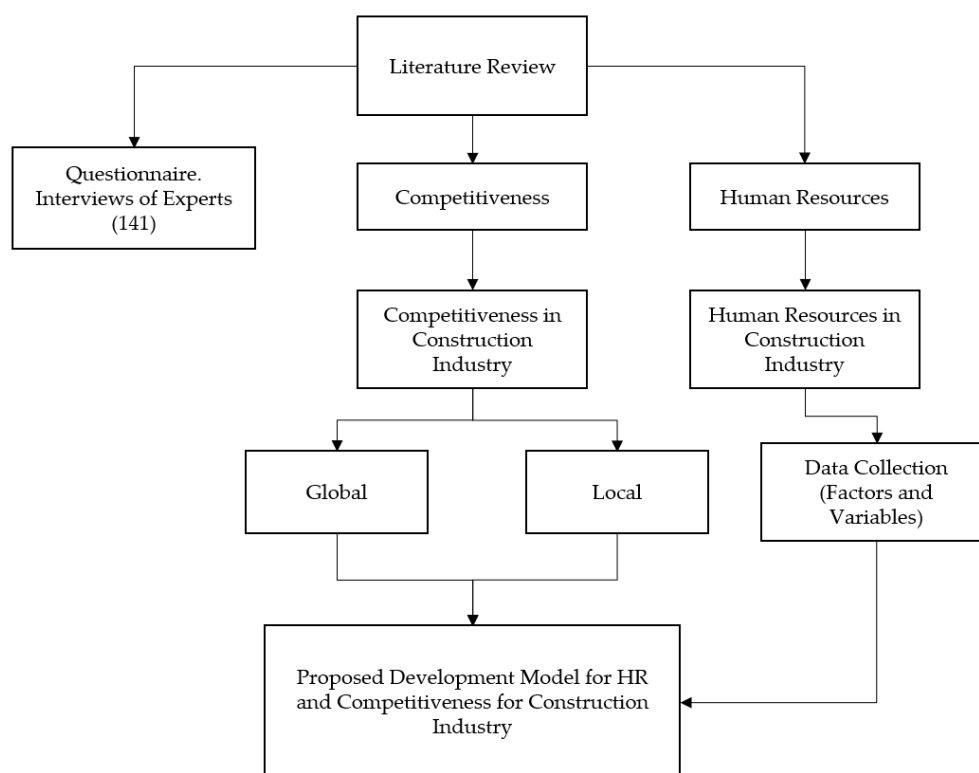 Literature Review
Questionnaire.
Interviews of Experts
(141)
Competitiveness
Human Resources
Competitiveness in
Construction
Industry
Human Resources in
Construction
Industry
Global
Local
Data Collection
(Factors and
Variables)
Proposed Development Model for HR
and Competitiveness for Construction
Industry